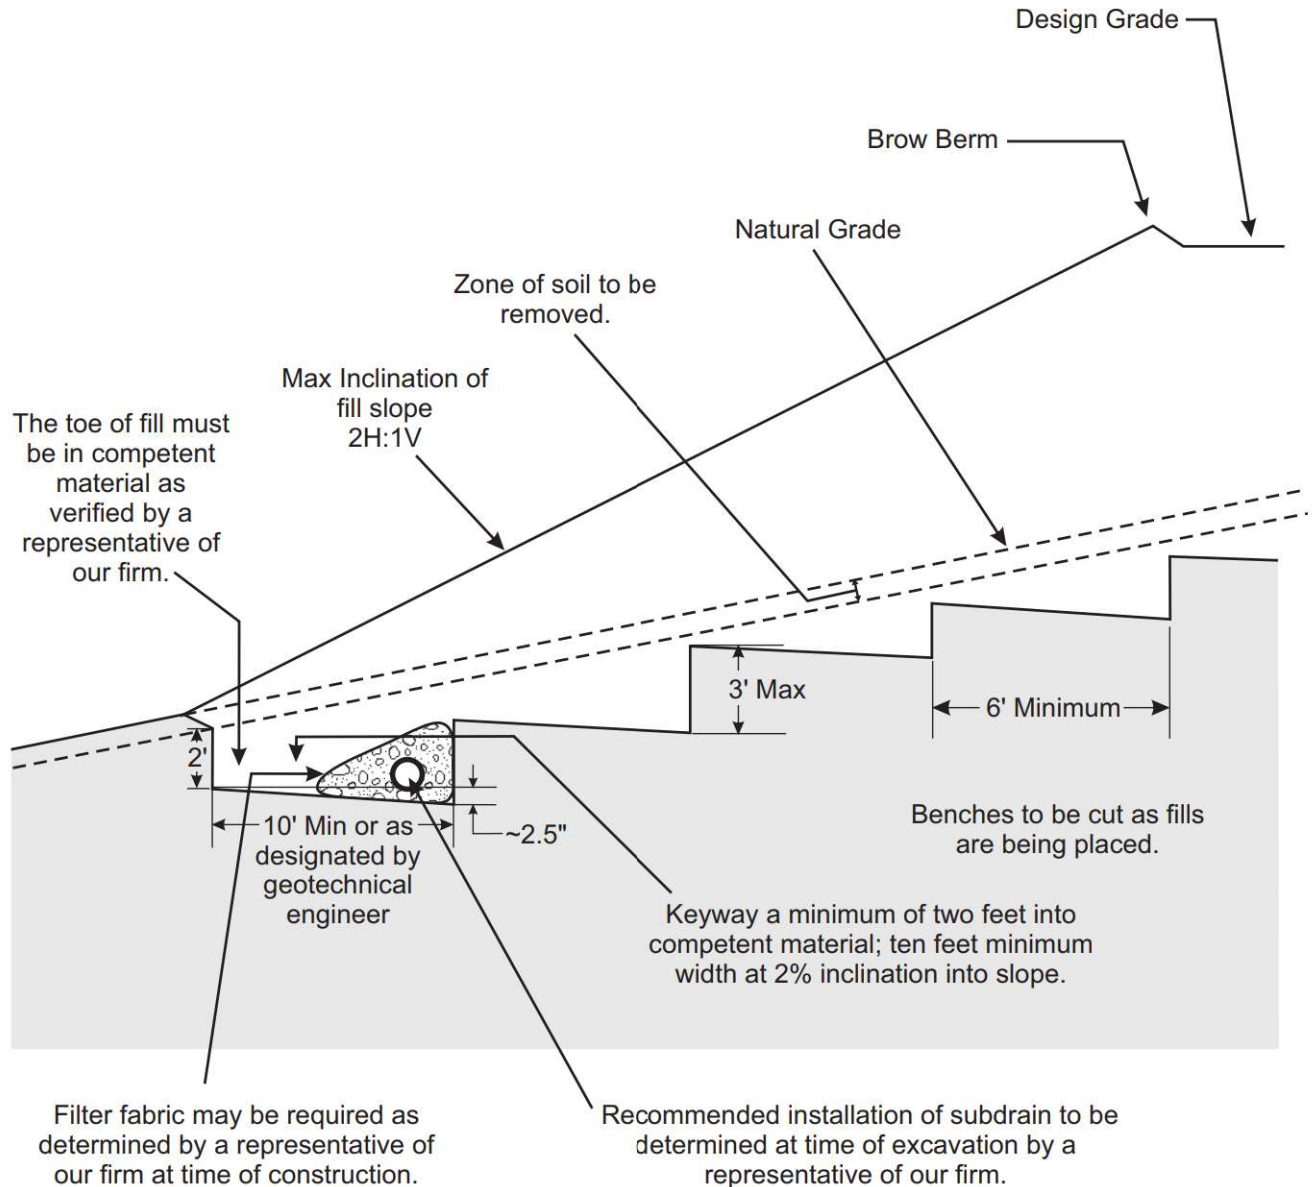 Design Grade
Brow Berm
Natural Grade
Zone of soil to be
removed.
Max Inclination of
fill slope
2H:1V
The toe of fill must
be in competent
material as
verified by a
representative of
our firm.
3' Max
6' Minimum
2'
10' Min or as
designated by
geotechnical
engineer
~2.5"
Benches to be cut as fills
are being placed.
Keyway a minimum of two feet into
competent material; ten feet minimum
width at 2% inclination into slope.
Filter fabric may be required as
determined by a representative of
our firm at time of construction.
Recommended installation of subdrain to be
determined at time of excavation by a
representative of our firm.